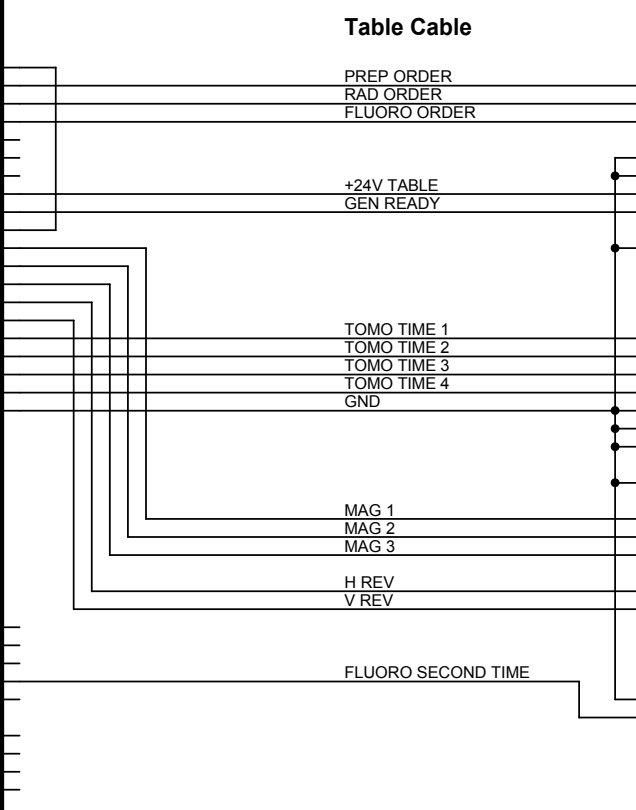 Table Cable
PREP ORDER
RAD ORDER
FLUORO ORDER
+24V TABLE
GEN READY
TOMO TIME 1
TOMO TIME 2
TOMO TIME 3
TOMO TIME 4
GND
MAG 1
MAG 2
MAG 3
H REV
V REV
FLUORO SECOND TIME